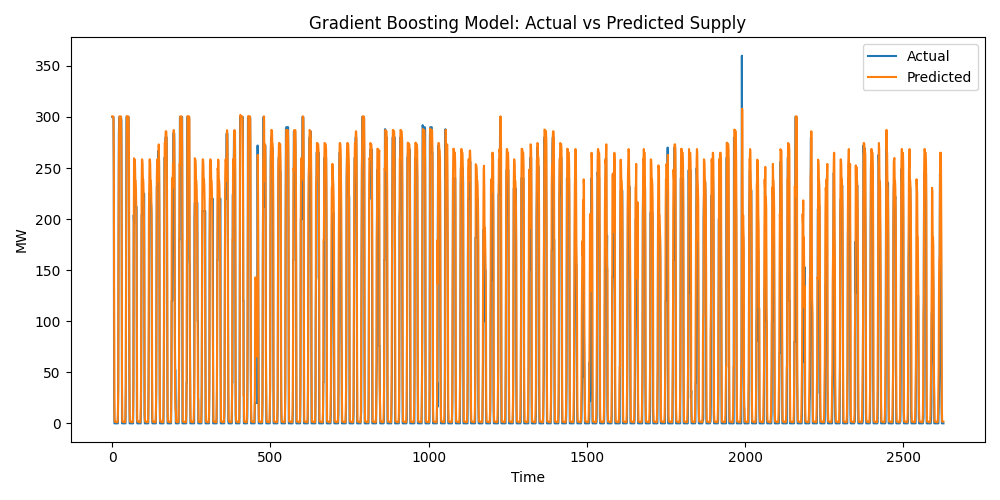 Gradient Boosting Model: Actual vs Predicted Supply
Actual
Predicted
MW
350
300
250
200
150
100
50
0
0 500 1000 1500 2000 2500
Time